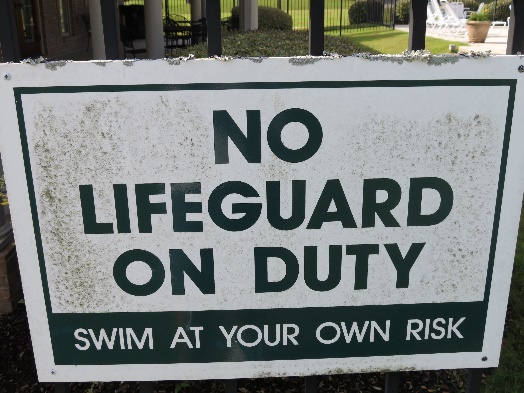 NO
LIFEGUARD
ON DUTY
SWIM AT YOUR OWN RISK